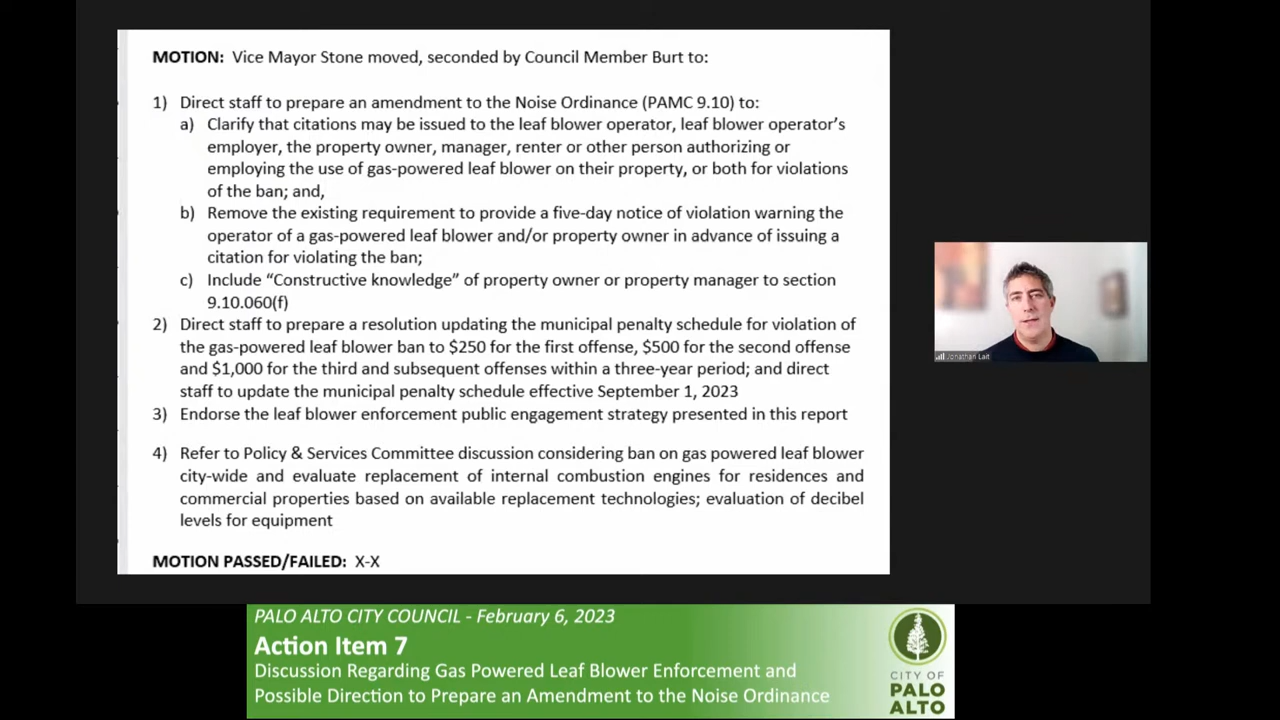 MOTION: Vice Mayor Stone moved, seconded by Council Member Burt to:
1) Direct staff to prepare an amendment to the Noise Ordinance (PAMC 9.10) to:
a) Clarify that citations may be issued to the leaf blower operator, leaf blower operator's
employer, the property owner, manager, renter or other person authorizing or
employing the use of gas-powered leaf blower on their property, or both for violations
of the ban; and,
b) Remove the existing requirement to provide a five-day notice of violation warning the
operator of a gas-powered leaf blower and/or property owner in advance of issuing a
citation for violating the ban;
c) Include “Constructive knowledge” of property owner or property manager to section
9.10.060(f)
2) Direct staff to prepare a resolution updating the municipal penalty schedule for violation of
the gas-powered leaf blower ban to $250 for the first offense, $500 for the second offense
and $1,000 for the third and subsequent offenses within a three-year period; and direct
staff to update the municipal penalty schedule effective September 1, 2023
3) Endorse the leaf blower enforcement public engagement strategy presented in this report
4) Refer to Policy & Services Committee discussion considering ban on gas powered leaf blower
city-wide and evaluate replacement of internal combustion engines for residences and
commercial properties based on available replacement technologies; evaluation of decibel
levels for equipment
MOTION PASSED/FAILED: X-X
Jonathan Lait
PALO ALTO CITY COUNCIL - February 6, 2023
Action Item 7
Discussion Regarding Gas Powered Leaf Blower Enforcement and
Possible Direction to Prepare an Amendment to the Noise Ordinance
CITY OF
PALO
ALTO